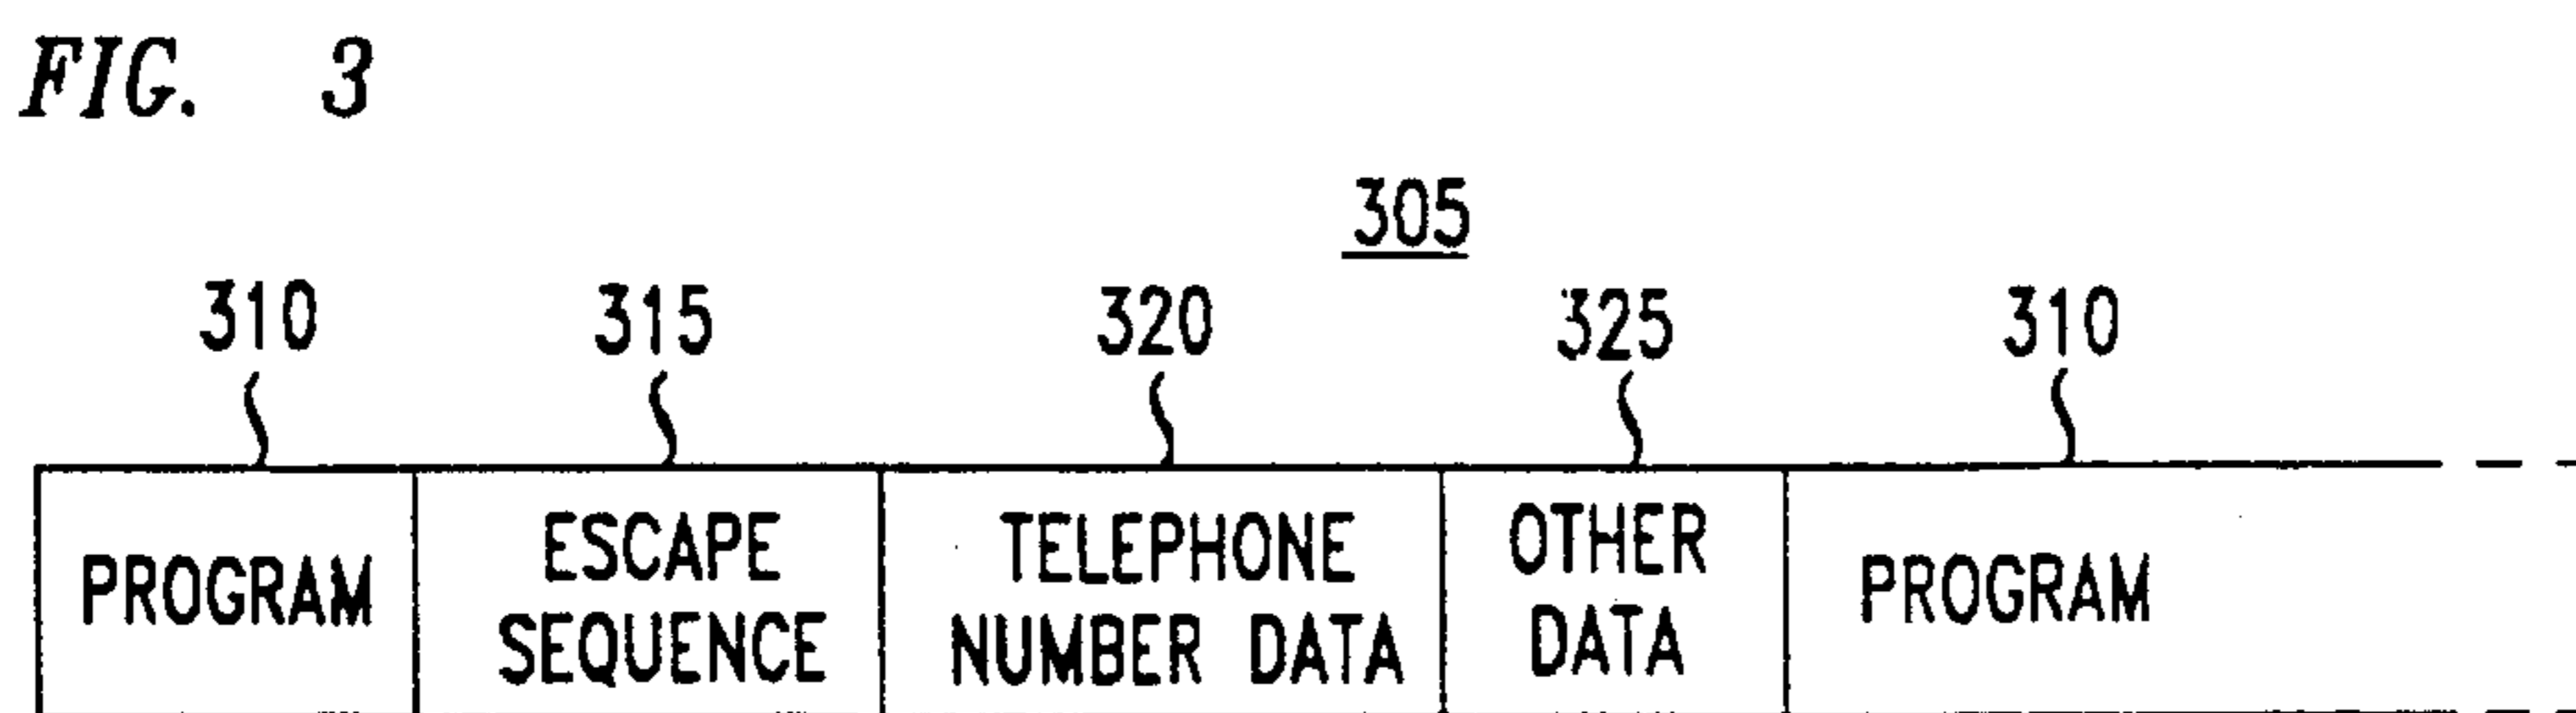 FIG. 3
305
310 315 320 325 310
PROGRAM
ESCAPE
SEQUENCE
TELEPHONE
NUMBER DATA
OTHER
DATA
PROGRAM